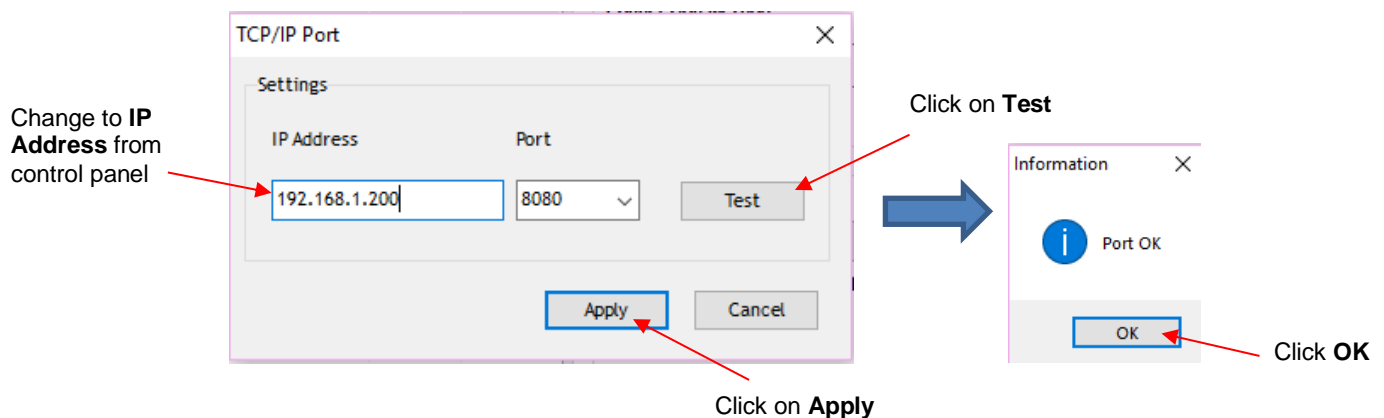 TCP/IP Port
Settings
Change to IP
Address from
control panel
IP Address
Port
192.168.1.200
8080
Test
Apply
Cancel
Click on Test
Information
Port OK
OK
Click OK
Click on Apply